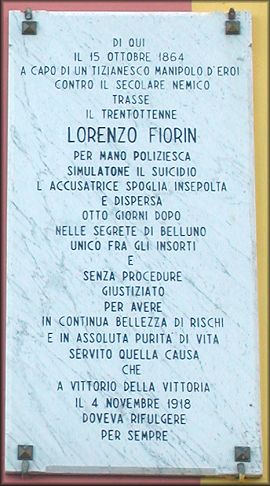 DI QUI
IL 15 OTTOBRE 1864
A CAPO DI UN TIZIANESCO MANIPOLO D'EROI
CONTRO IL SECOLARE NEMICO
TRASSE
IL TRENTOTTENNE
LORENZO FIORIN
PER MANO POLIZIESCA
SIMULATONE IL SUICIDIO
L'ACCUSATRICE SPOGLIA INSEPOLTA
E DISPERSA
OTTO GIORNI DOPO
NELLE SEGRETE DI BELLUNO
UNICO FRA GLI INSORTI
E
SENZA PROCEDURE
GIUSTIZIATO
PER AVERE
IN CONTINUA BELLEZZA DI RISCHI
E IN ASSOLUTA PURITA' DI VITA
SERVITO QUELLA CAUSA
CHE
A VITTORIO DELLA VITTORIA
IL 4 NOVEMBRE 1918
DOVEVA RIFULGERE
PER SEMPRE